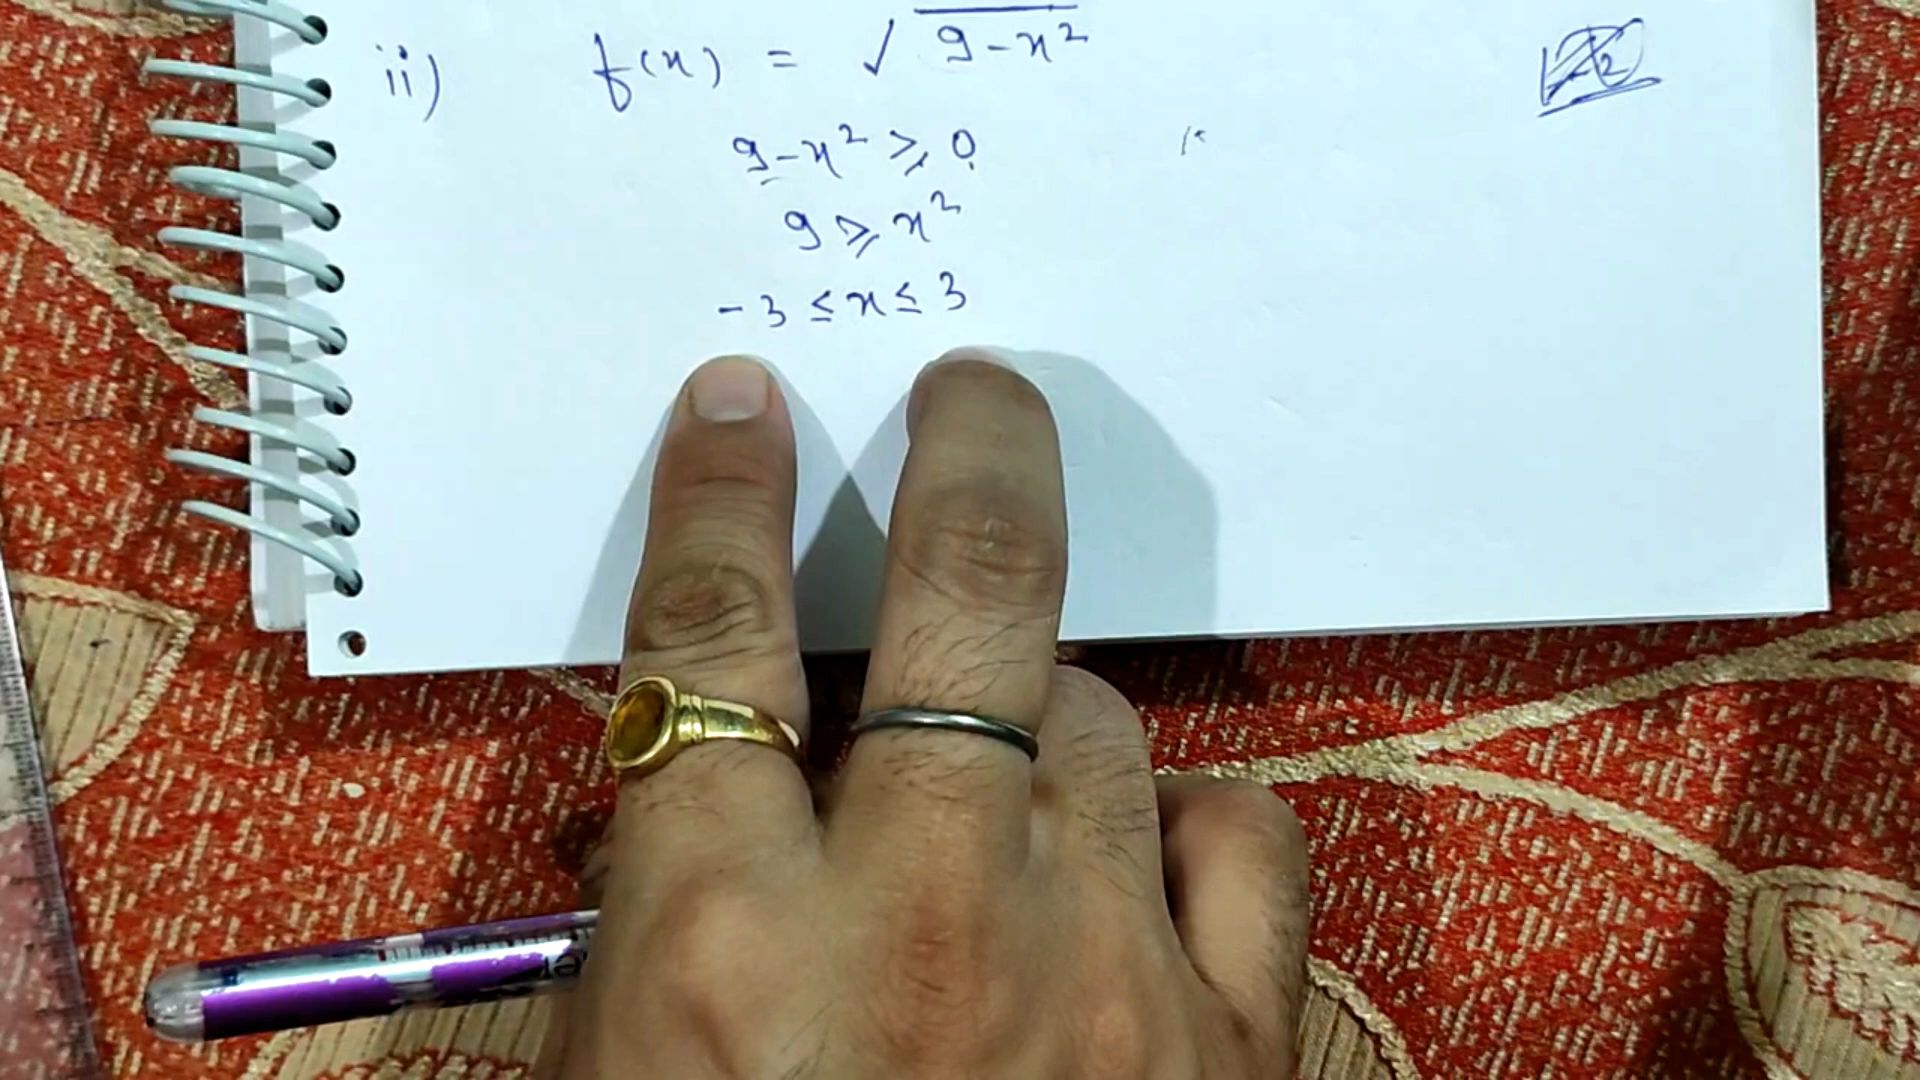 ii) f(x) = √9-x²
9-x² ≥ 0
9 ≥ x²
-3 ≤ x ≤ 3